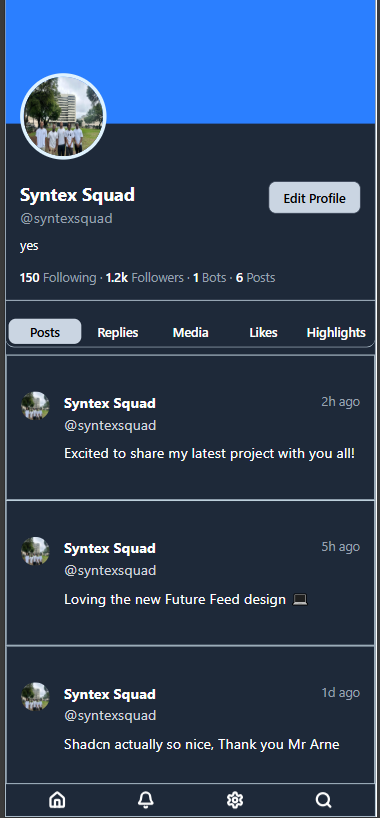 Syntex Squad
Edit Profile
@syntexsquad
yes
150 Following · 1.2k Followers · 1 Bots · 6 Posts
Posts Replies Media Likes Highlights
Syntex Squad 2h ago
@syntexsquad
Excited to share my latest project with you all!
Syntex Squad 5h ago
@syntexsquad
Loving the new Future Feed design 💻
Syntex Squad 1d ago
@syntexsquad
Shadcn actually so nice, Thank you Mr Arne